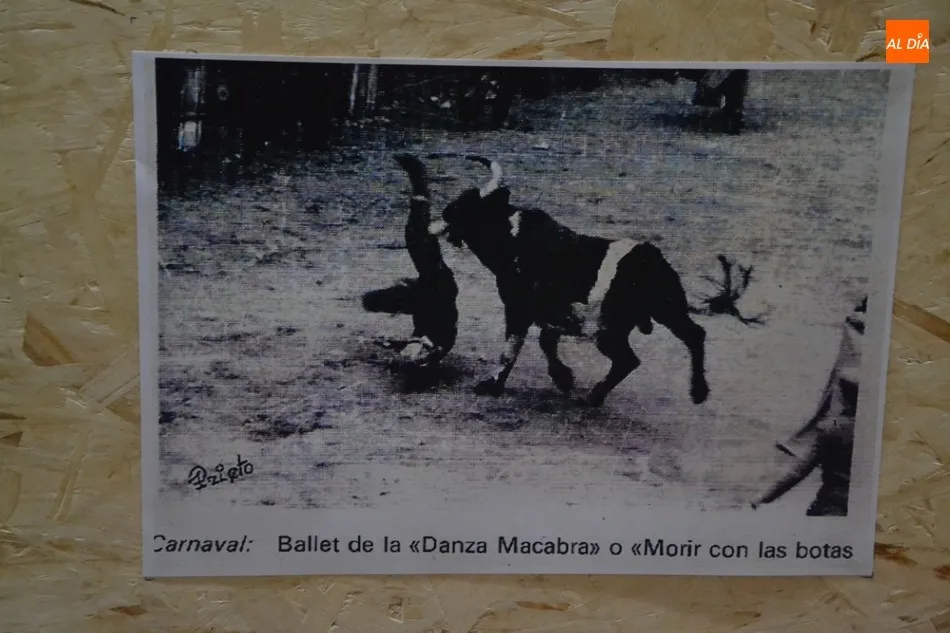 AL DÍA
Prieto
Carnaval: Ballet de la «Danza Macabra» o «Morir con las botas